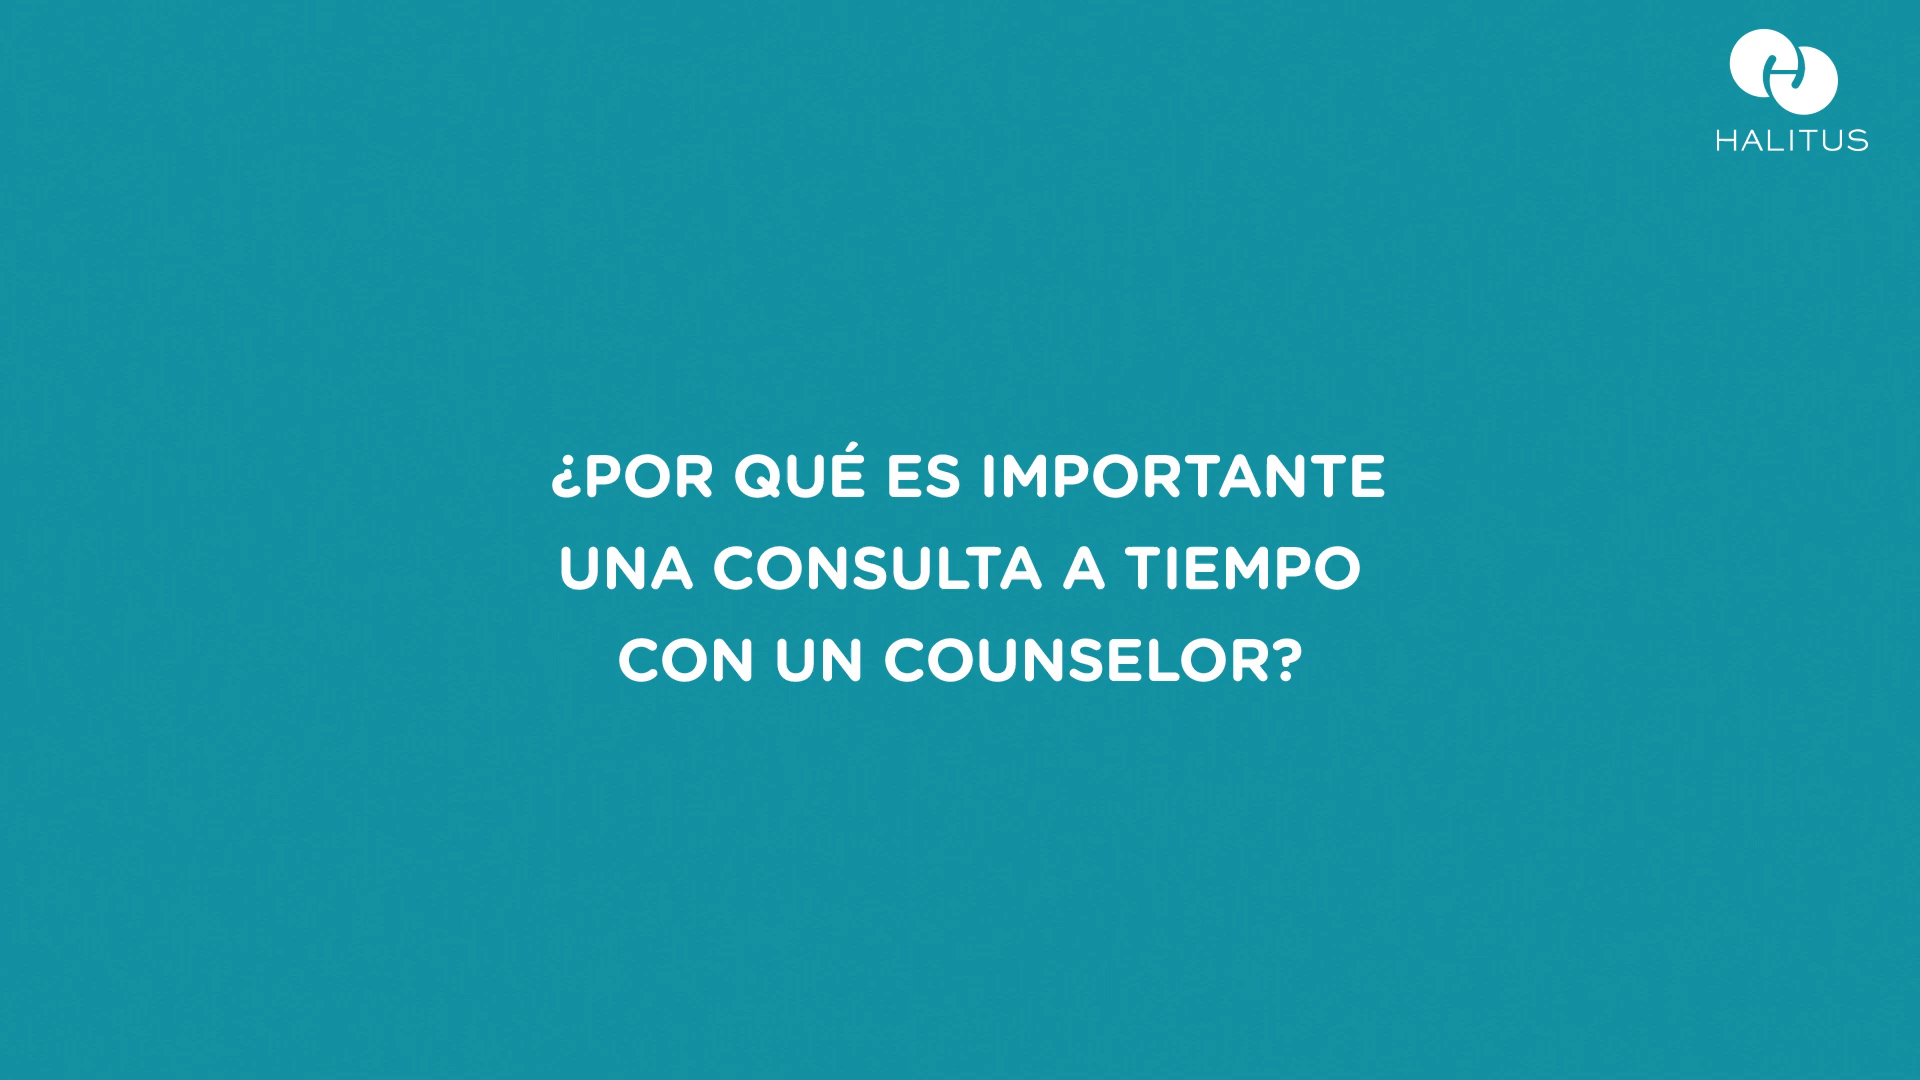 HALITUS
¿POR QUÉ ES IMPORTANTE
UNA CONSULTA A TIEMPO
CON UN COUNSELOR?